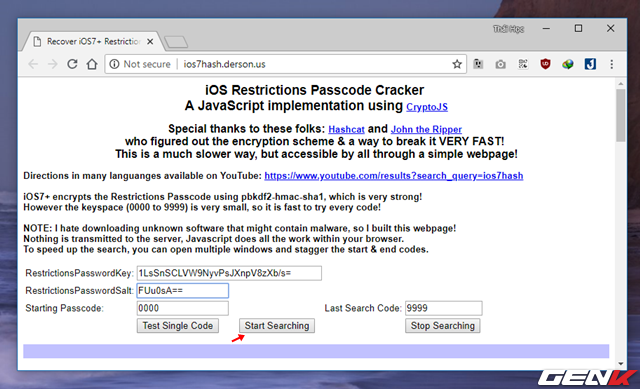 Thái Học
Recover iOS7+ Restriction
Not secure | ios7hash.derson.us
iOS Restrictions Passcode Cracker
A JavaScript implementation using CryptoJS
Special thanks to these folks: Hashcat and John the Ripper
who figured out the encryption scheme & a way to break it VERY FAST!
This is a much slower way, but accessible by all through a simple webpage!
Directions in many languanges available on YouTube: https://www.youtube.com/results?search_query=ios7hash
iOS7+ encrypts the Restrictions Passcode using pbkdf2-hmac-sha1, which is very strong!
However the keyspace (0000 to 9999) is very small, so it is fast to try every code!
NOTE: I hate downloading unknown software that might contain malware, so I built this webpage!
Nothing is transmitted to the server, Javascript does all the work within your browser.
To speed up the search, you can open multiple windows and stagger the start & end codes.
RestrictionsPasswordKey: 1LsSnSCLVW9NyvPsJXnpV8zXb/s=
RestrictionsPasswordSalt: FUu0sA==
Starting Passcode: 0000 Last Search Code: 9999
Test Single Code Start Searching Stop Searching
GENK